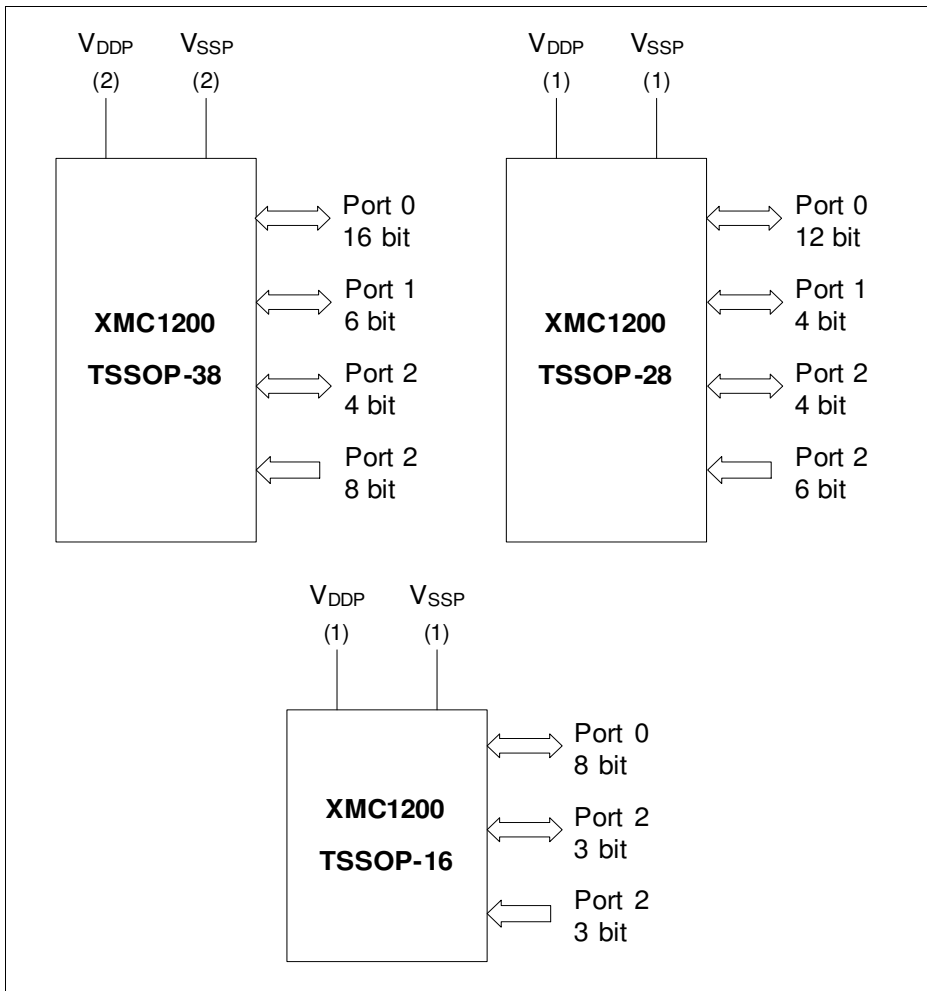 VDDP VSSP
(2) (2)
XMC1200
TSSOP-38
Port 0
16 bit
Port 1
6 bit
Port 2
4 bit
Port 2
8 bit
VDDP VSSP
(1) (1)
XMC1200
TSSOP-28
Port 0
12 bit
Port 1
4 bit
Port 2
4 bit
Port 2
6 bit
VDDP VSSP
(1) (1)
XMC1200
TSSOP-16
Port 0
8 bit
Port 2
3 bit
Port 2
3 bit